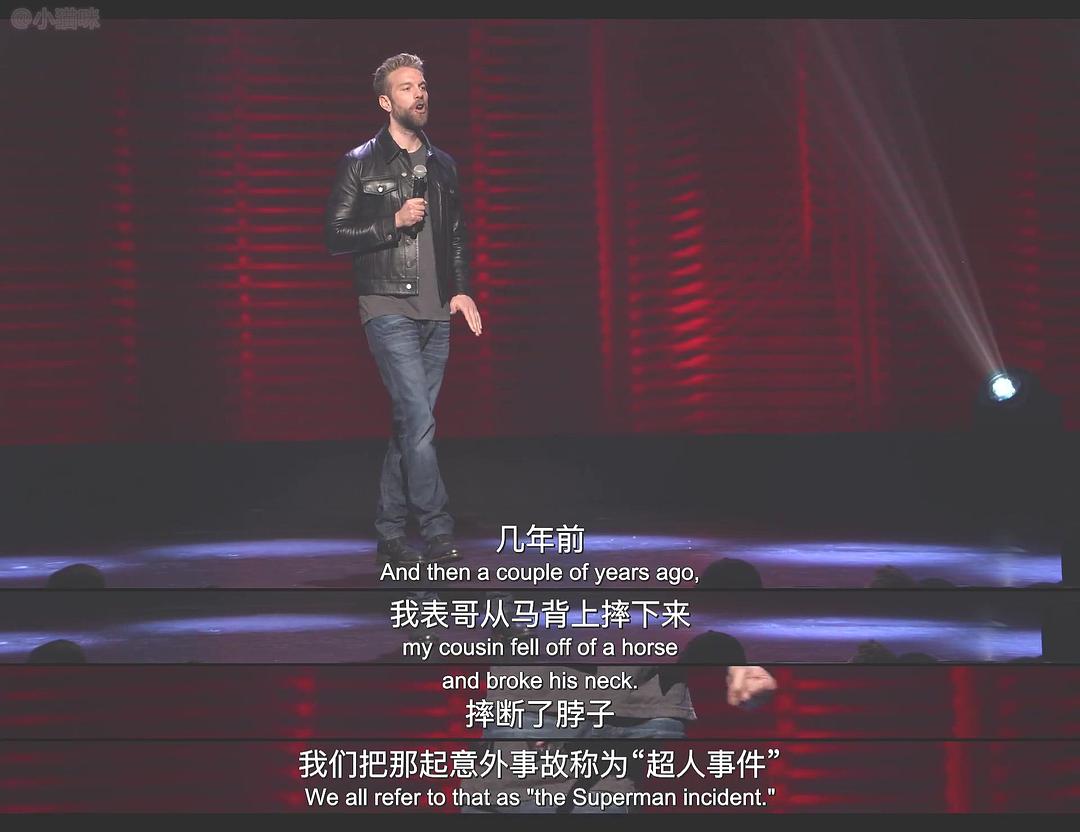 @小猫咪
几年前
And then a couple of years ago,
我表哥从马背上摔下来
my cousin fell off of a horse
and broke his neck.
摔断了脖子
我们把那起意外事故称为“超人事件”
We all refer to that as "the Superman incident."